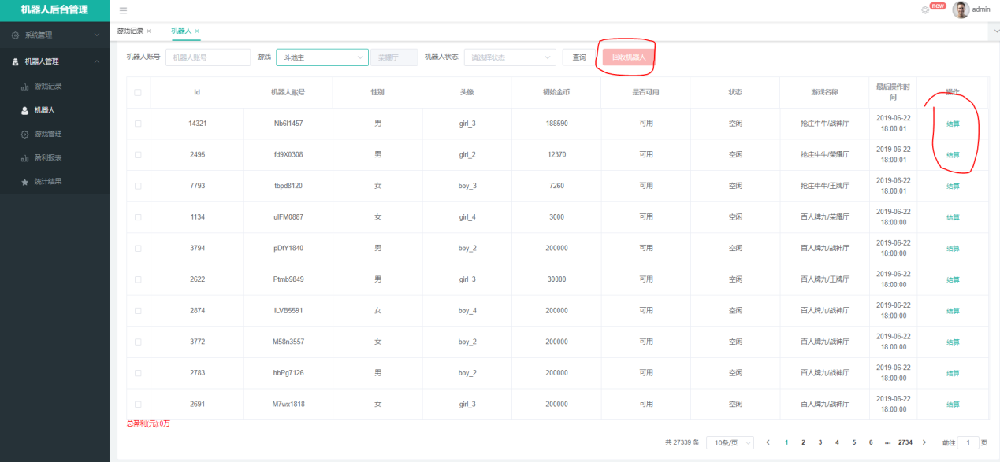 机器人后台管理
new
admin
系统管理
机器人管理
游戏记录
机器人
游戏管理
盈利报表
统计结果
游戏记录 × 机器人 ×
机器人账号 机器人账号 游戏 斗地主 荣耀厅 机器人状态 请选择状态 查询 回收机器人
id 机器人账号 性别 头像 初始金币 是否可用 状态 游戏名称 最后操作时间 操作
14321 Nb6I1457 男 girl_3 188590 可用 空闲 抢庄牛牛/战神厅 2019-06-22 18:00:01 结算
2495 fd9X0308 男 girl_2 12370 可用 空闲 抢庄牛牛/荣耀厅 2019-06-22 18:00:01 结算
7793 tbpd8120 女 boy_3 7260 可用 空闲 抢庄牛牛/王牌厅 2019-06-22 18:00:01 结算
1134 ulFM0887 女 girl_4 3000 可用 空闲 百人牌九/荣耀厅 2019-06-22 18:00:00 结算
3794 pDtY1840 男 boy_2 200000 可用 空闲 百人牌九/战神厅 2019-06-22 18:00:00 结算
2622 Ptmb9849 男 girl_3 30000 可用 空闲 百人牌九/王牌厅 2019-06-22 18:00:00 结算
2874 iLVB5591 女 boy_4 200000 可用 空闲 百人牌九/战神厅 2019-06-22 18:00:00 结算
3772 M58n3557 女 boy_2 200000 可用 空闲 百人牌九/战神厅 2019-06-22 18:00:00 结算
2783 hbPg7126 男 boy_2 200000 可用 空闲 百人牌九/战神厅 2019-06-22 18:00:00 结算
2691 M7wx1818 女 girl_3 200000 可用 空闲 百人牌九/战神厅 2019-06-22 18:00:00 结算
总盈利(元):0万
共 27339 条 10条/页 1 2 3 4 5 6 ... 2734 前往 1 页